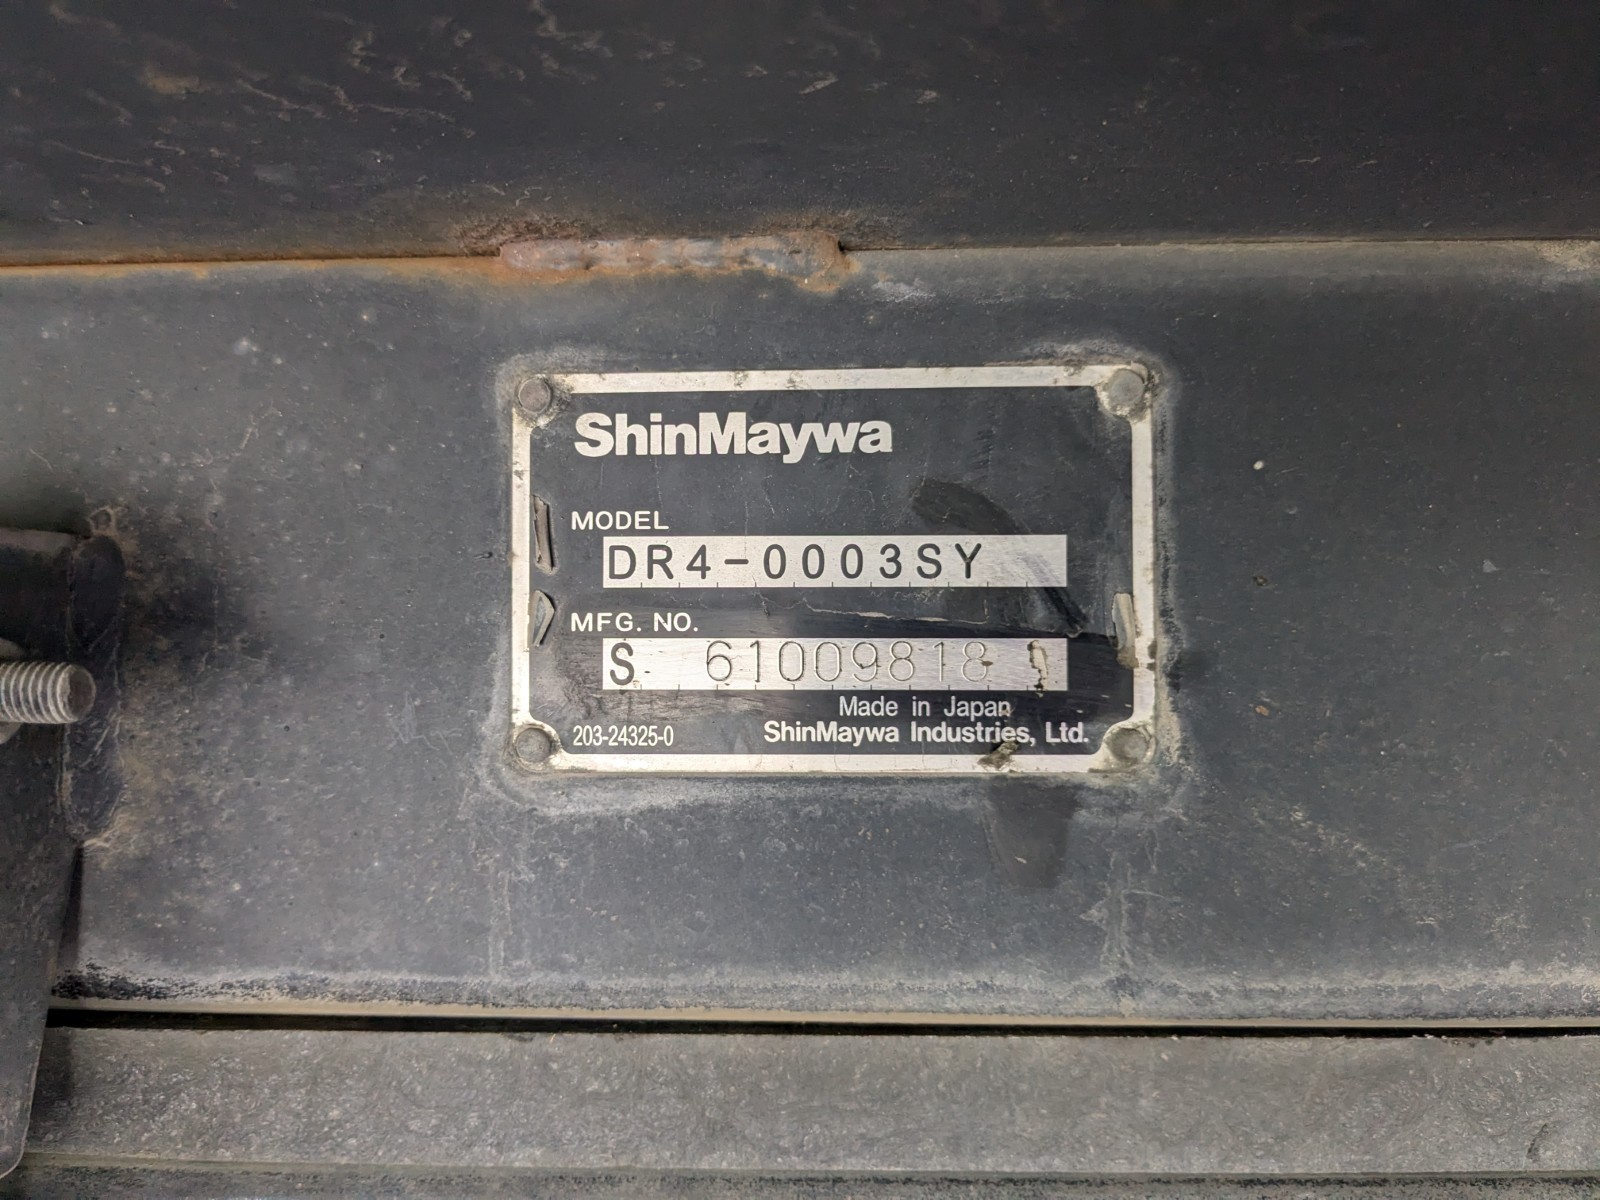 ShinMaywa
MODEL
DR4-0003SY
MFG. NO.
S 61009818
Made in Japan
203-24325-0 ShinMaywa Industries, Ltd.